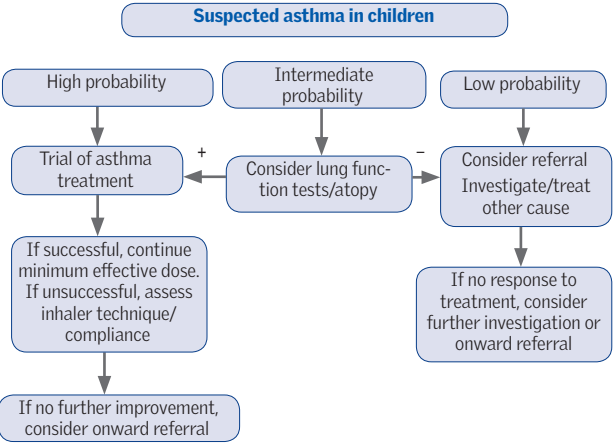 Suspected asthma in children
High probability
Intermediate
probability
Low probability
Trial of asthma
treatment
+
Consider lung func-
tion tests/atopy
–
Consider referral
Investigate/treat
other cause
If successful, continue
minimum effective dose.
If unsuccessful, assess
inhaler technique/
compliance
If no response to
treatment, consider
further investigation or
onward referral
If no further improvement,
consider onward referral